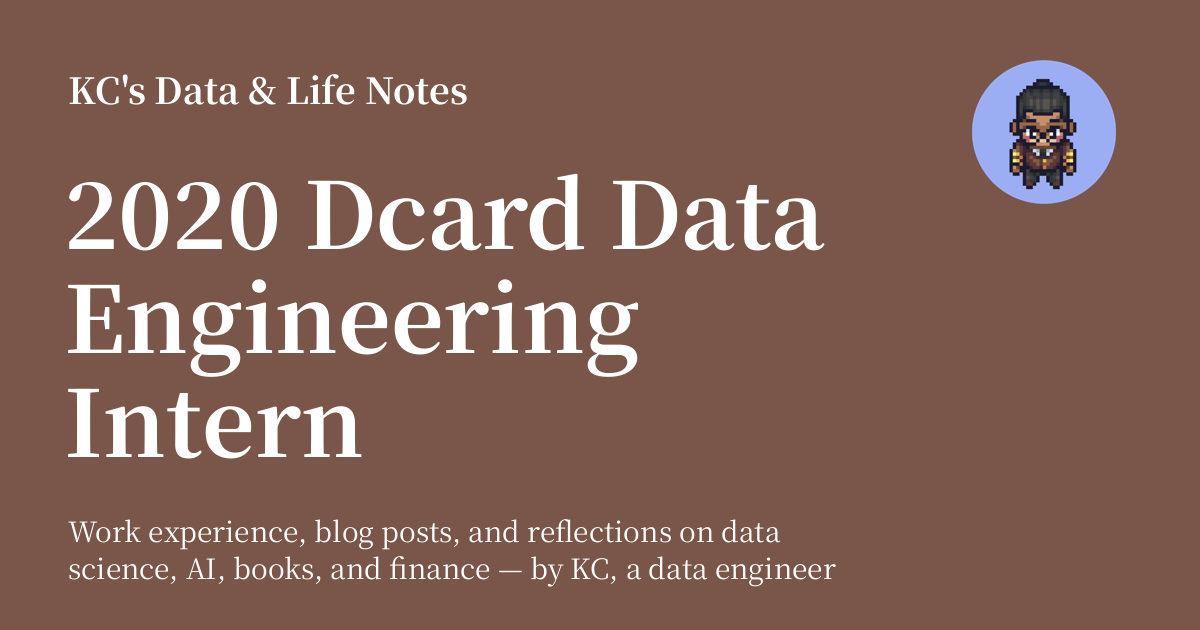 KC's Data & Life Notes
2020 Dcard Data
Engineering
Intern
Work experience, blog posts, and reflections on data
science, AI, books, and finance — by KC, a data engineer